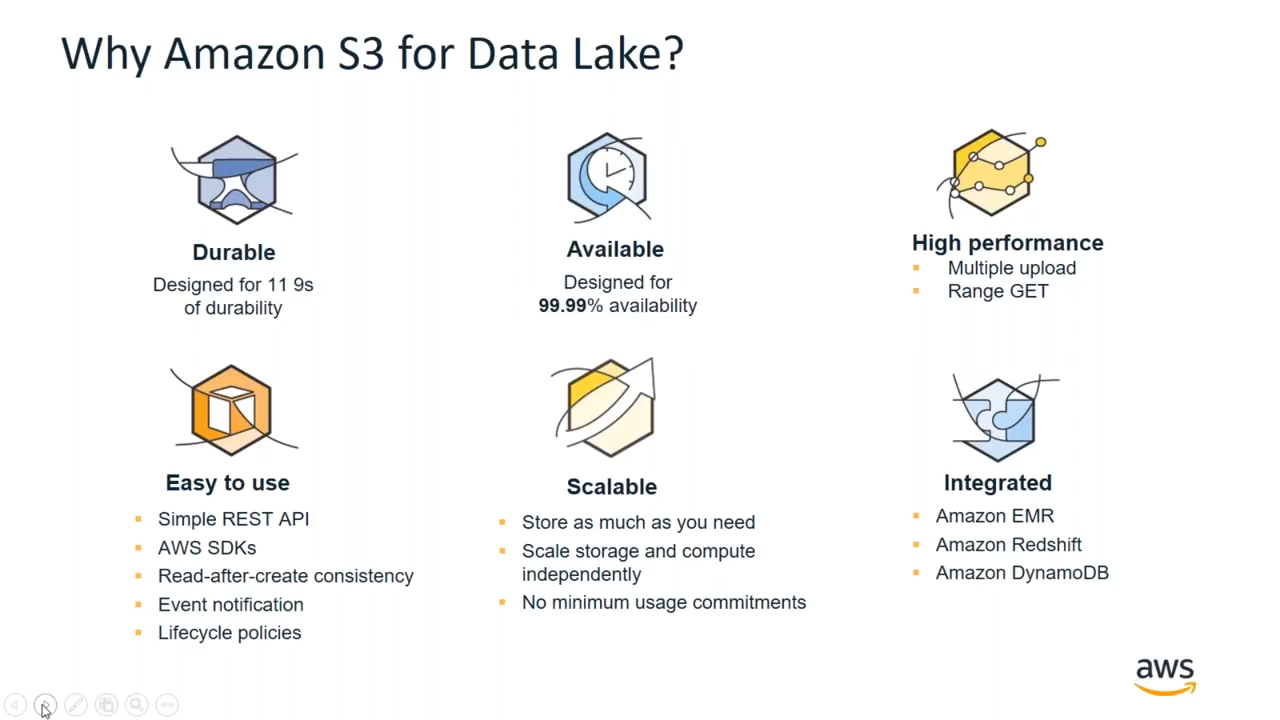 Why Amazon S3 for Data Lake?
Durable
Designed for 11 9s
of durability
Available
Designed for
99.99% availability
High performance
Multiple upload
Range GET
Easy to use
Simple REST API
AWS SDKs
Read-after-create consistency
Event notification
Lifecycle policies
Scalable
Store as much as you need
Scale storage and compute
independently
No minimum usage commitments
Integrated
Amazon EMR
Amazon Redshift
Amazon DynamoDB
aws